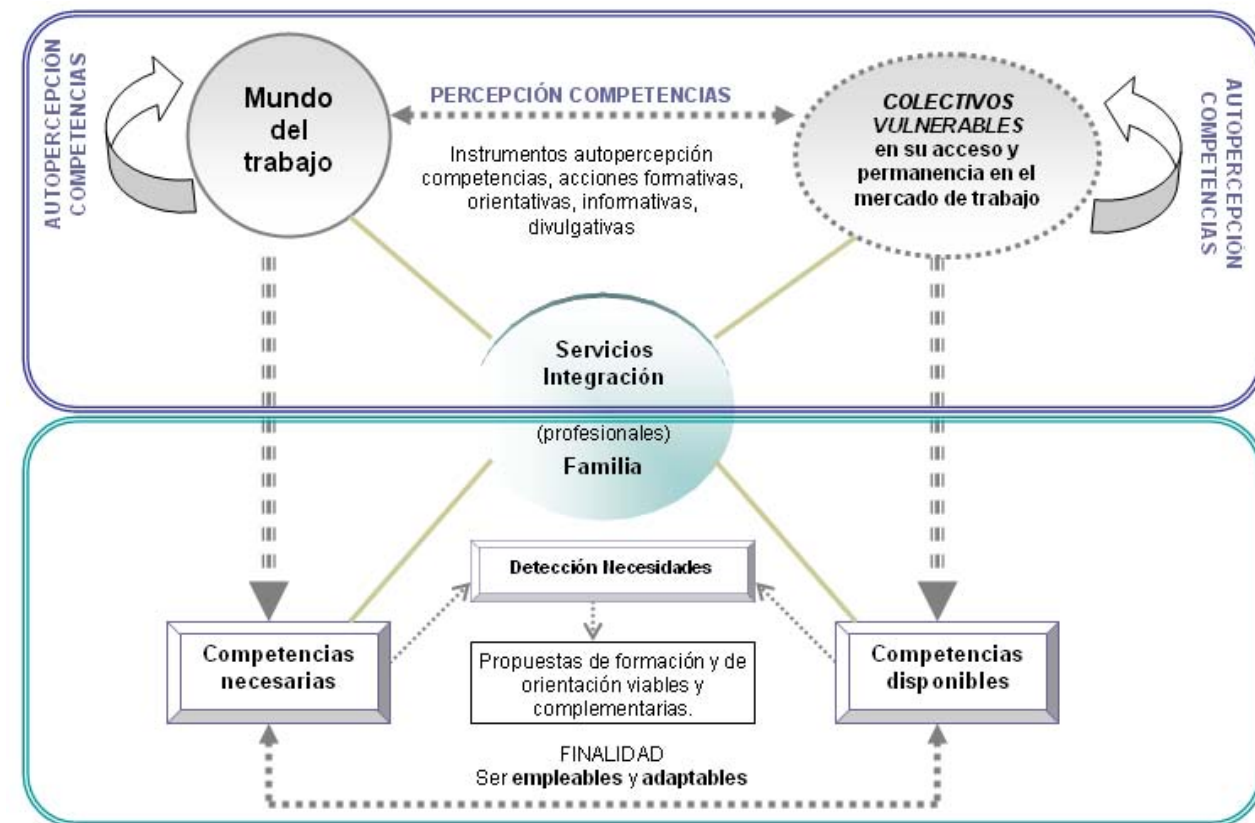 AUTOPERCEPCIÓN
COMPETENCIAS
Mundo
del
trabajo
PERCEPCIÓN COMPETENCIAS
Instrumentos autopercepción
competencias, acciones formativas,
orientativas, informativas,
divulgativas
COLECTIVOS
VULNERABLES
en su acceso y
permanencia en el
mercado de trabajo
AUTOPERCEPCIÓN
COMPETENCIAS
Servicios
Integración
(profesionales)
Familia
Detección Necesidades
Competencias
necesarias
Propuestas de formación y de
orientación viables y
complementarias.
Competencias
disponibles
FINALIDAD
Ser empleables y adaptables